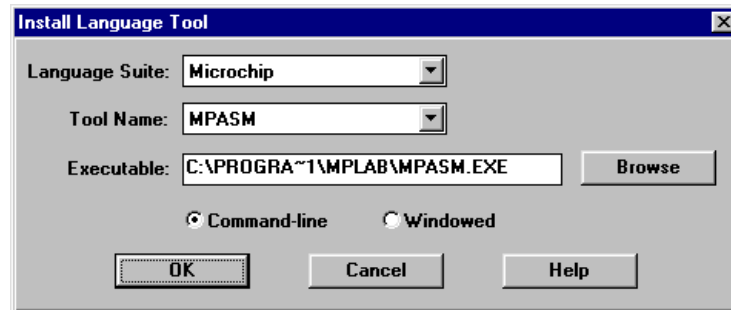 Install Language Tool
Language Suite: Microchip
Tool Name: MPASM
Executable: C:\PROGRA~1\MPLAB\MPASM.EXE Browse
Command-line Windowed
OK Cancel Help